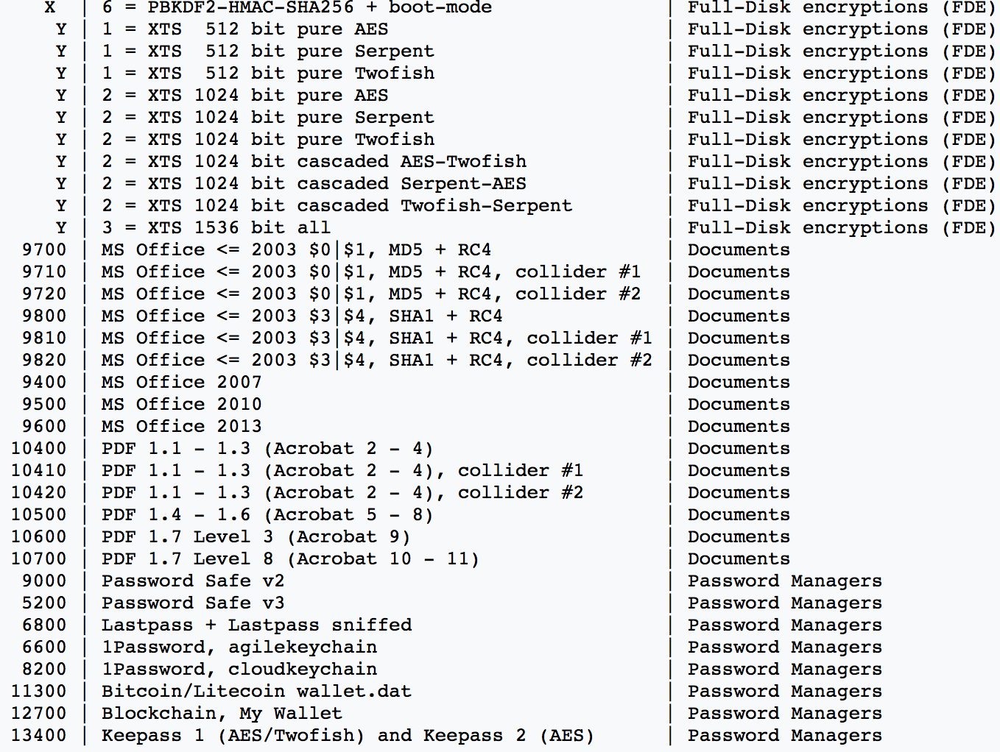 X | 6 = PBKDF2-HMAC-SHA256 + boot-mode | Full-Disk encryptions (FDE)
Y | 1 = XTS  512 bit pure AES | Full-Disk encryptions (FDE)
Y | 1 = XTS  512 bit pure Serpent | Full-Disk encryptions (FDE)
Y | 1 = XTS  512 bit pure Twofish | Full-Disk encryptions (FDE)
Y | 2 = XTS 1024 bit pure AES | Full-Disk encryptions (FDE)
Y | 2 = XTS 1024 bit pure Serpent | Full-Disk encryptions (FDE)
Y | 2 = XTS 1024 bit pure Twofish | Full-Disk encryptions (FDE)
Y | 2 = XTS 1024 bit cascaded AES-Twofish | Full-Disk encryptions (FDE)
Y | 2 = XTS 1024 bit cascaded Serpent-AES | Full-Disk encryptions (FDE)
Y | 2 = XTS 1024 bit cascaded Twofish-Serpent | Full-Disk encryptions (FDE)
Y | 3 = XTS 1536 bit all | Full-Disk encryptions (FDE)
9700 | MS Office <= 2003 $0|$1, MD5 + RC4 | Documents
9710 | MS Office <= 2003 $0|$1, MD5 + RC4, collider #1 | Documents
9720 | MS Office <= 2003 $0|$1, MD5 + RC4, collider #2 | Documents
9800 | MS Office <= 2003 $3|$4, SHA1 + RC4 | Documents
9810 | MS Office <= 2003 $3|$4, SHA1 + RC4, collider #1 | Documents
9820 | MS Office <= 2003 $3|$4, SHA1 + RC4, collider #2 | Documents
9400 | MS Office 2007 | Documents
9500 | MS Office 2010 | Documents
9600 | MS Office 2013 | Documents
10400 | PDF 1.1 - 1.3 (Acrobat 2 - 4) | Documents
10410 | PDF 1.1 - 1.3 (Acrobat 2 - 4), collider #1 | Documents
10420 | PDF 1.1 - 1.3 (Acrobat 2 - 4), collider #2 | Documents
10500 | PDF 1.4 - 1.6 (Acrobat 5 - 8) | Documents
10600 | PDF 1.7 Level 3 (Acrobat 9) | Documents
10700 | PDF 1.7 Level 8 (Acrobat 10 - 11) | Documents
9000 | Password Safe v2 | Password Managers
5200 | Password Safe v3 | Password Managers
6800 | Lastpass + Lastpass sniffed | Password Managers
6600 | 1Password, agilekeychain | Password Managers
8200 | 1Password, cloudkeychain | Password Managers
11300 | Bitcoin/Litecoin wallet.dat | Password Managers
12700 | Blockchain, My Wallet | Password Managers
13400 | Keepass 1 (AES/Twofish) and Keepass 2 (AES) | Password Managers